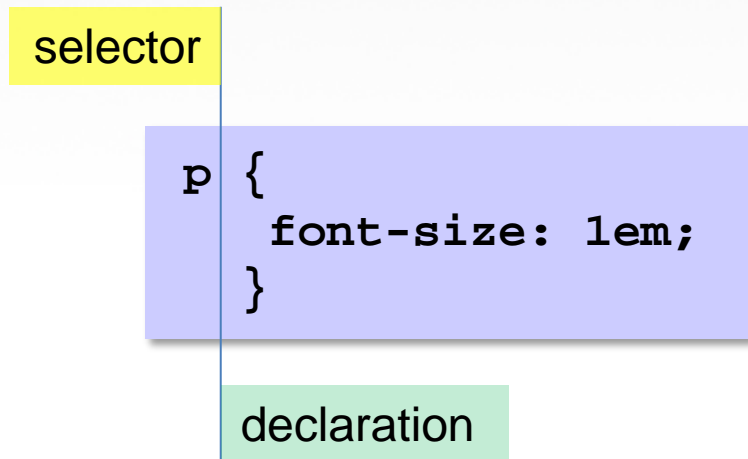 selector
p {
font-size: 1em;
}
declaration